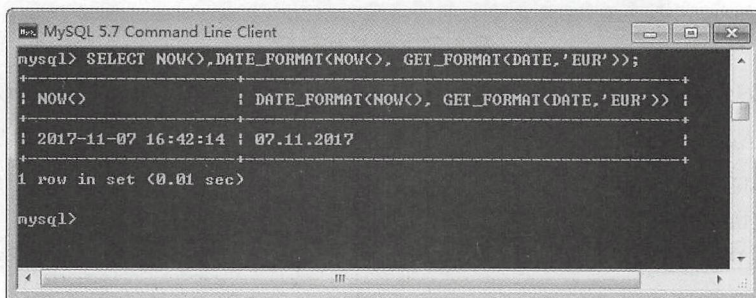 MySQL 5.7 Command Line Client
mysql> SELECT NOW(),DATE_FORMAT(NOW(), GET_FORMAT(DATE,'EUR'));
| NOW() | DATE_FORMAT(NOW(), GET_FORMAT(DATE,'EUR')) |
| 2017-11-07 16:42:14 | 07.11.2017 |
1 row in set (0.01 sec)
mysql>